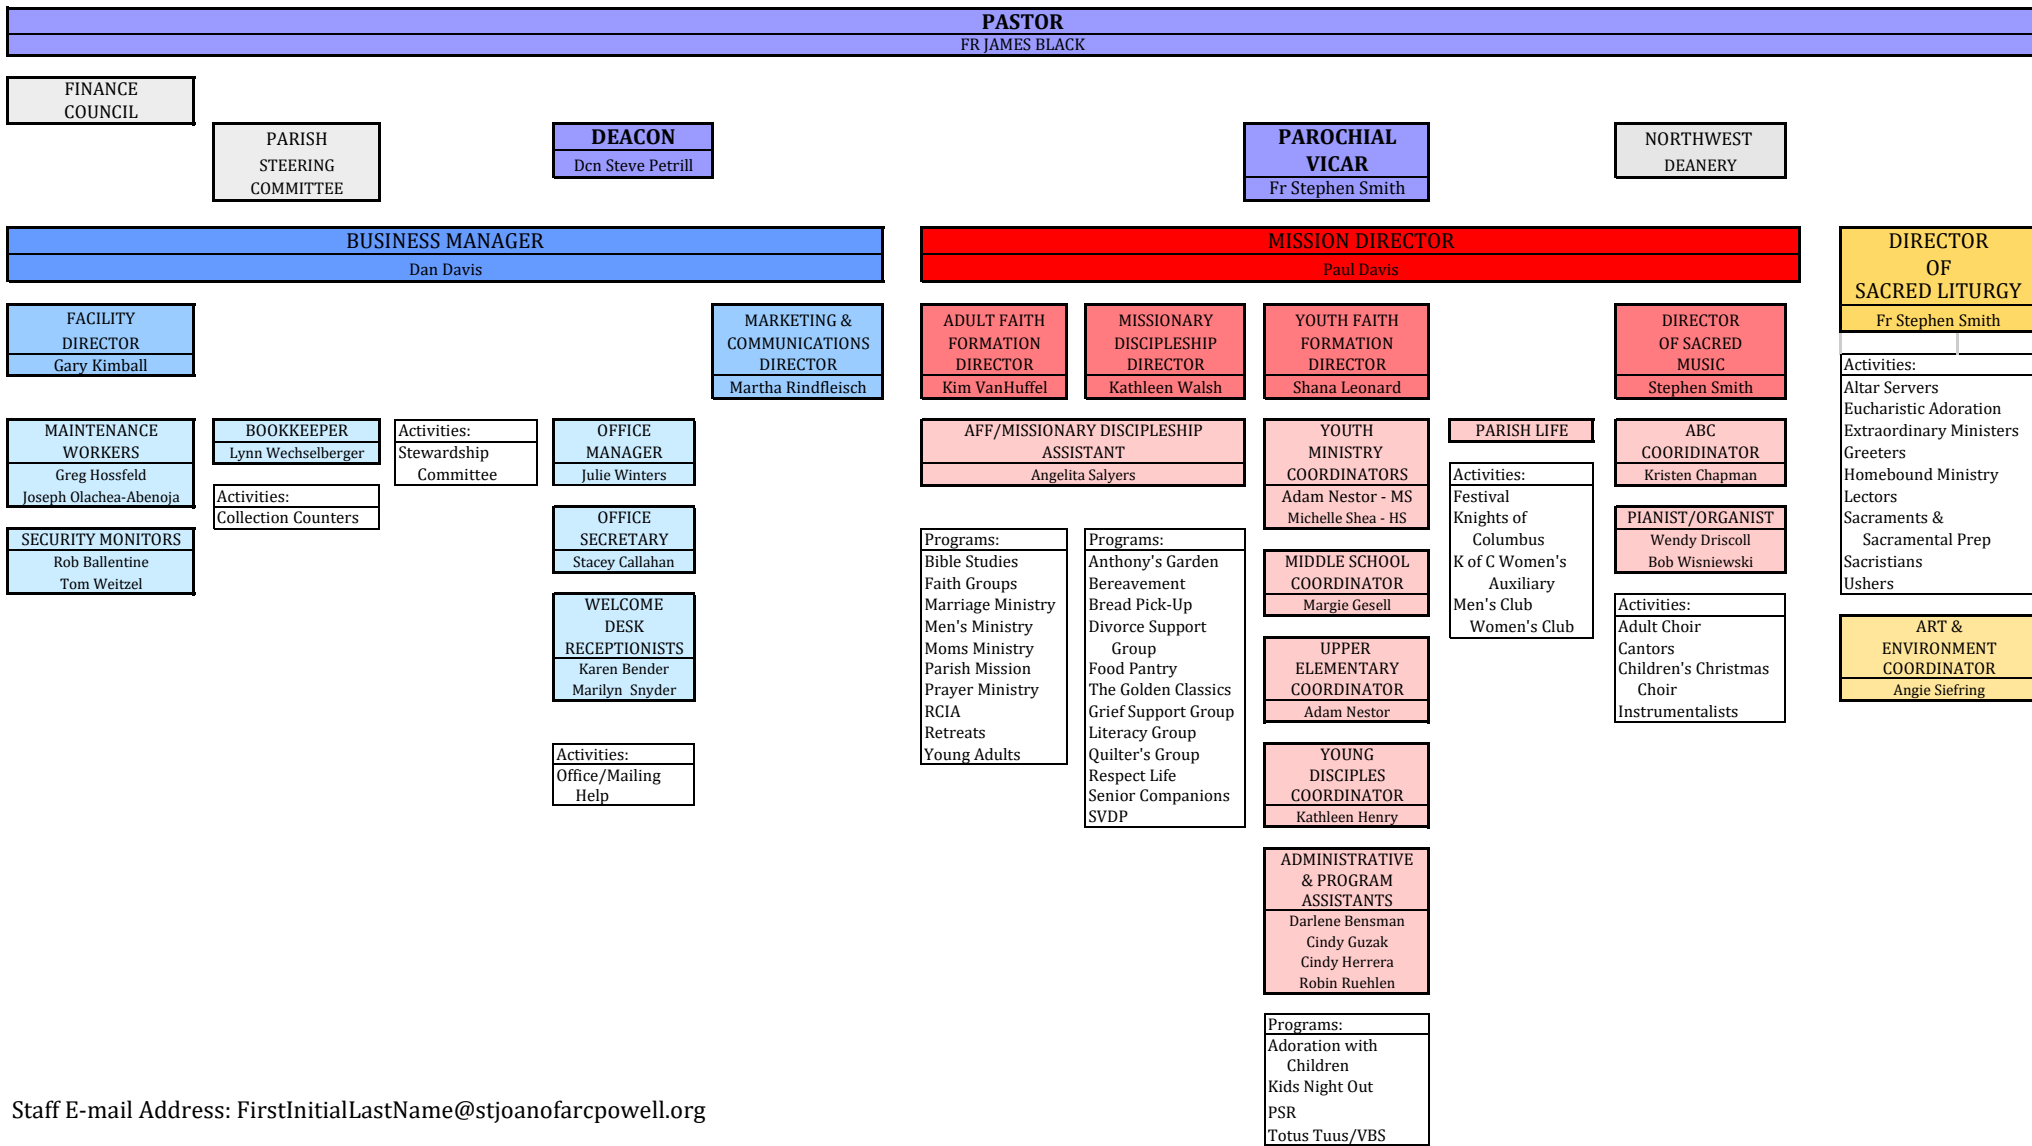 PASTOR
FR JAMES BLACK
FINANCE
COUNCIL
PARISH
STEERING
COMMITTEE
DEACON
Dcn Steve Petrill
PAROCHIAL
VICAR
Fr Stephen Smith
NORTHWEST
DEANERY
BUSINESS MANAGER
Dan Davis
MISSION DIRECTOR
Paul Davis
DIRECTOR
OF
SACRED LITURGY
Fr Stephen Smith
FACILITY
DIRECTOR
Gary Kimball
MARKETING &
COMMUNICATIONS
DIRECTOR
Martha Rindfleisch
ADULT FAITH
FORMATION
DIRECTOR
Kim VanHuffel
MISSIONARY
DISCIPLESHIP
DIRECTOR
Kathleen Walsh
YOUTH FAITH
FORMATION
DIRECTOR
Shana Leonard
DIRECTOR
OF SACRED
MUSIC
Stephen Smith
Activities:
Altar Servers
Eucharistic Adoration
Extraordinary Ministers
Greeters
Homebound Ministry
Lectors
Sacraments &
Sacramental Prep
Sacristians
Ushers
MAINTENANCE
WORKERS
Greg Hossfeld
Joseph Olachea-Abenoja
SECURITY MONITORS
Rob Ballentine
Tom Weitzel
BOOKKEEPER
Lynn Wechselberger
Activities:
Collection Counters
Activities:
Stewardship
Committee
OFFICE
MANAGER
Julie Winters
OFFICE
SECRETARY
Stacey Callahan
WELCOME
DESK
RECEPTIONISTS
Karen Bender
Marilyn Snyder
Activities:
Office/Mailing
Help
AFF/MISSIONARY DISCIPLESHIP
ASSISTANT
Angelita Salyers
Programs:
Bible Studies
Faith Groups
Marriage Ministry
Men's Ministry
Moms Ministry
Parish Mission
Prayer Ministry
RCIA
Retreats
Young Adults
Programs:
Anthony's Garden
Bereavement
Bread Pick-Up
Divorce Support
Group
Food Pantry
The Golden Classics
Grief Support Group
Literacy Group
Quilter's Group
Respect Life
Senior Companions
SVDP
YOUTH
MINISTRY
COORDINATORS
Adam Nestor - MS
Michelle Shea - HS
MIDDLE SCHOOL
COORDINATOR
Margie Gesell
UPPER
ELEMENTARY
COORDINATOR
Adam Nestor
YOUNG
DISCIPLES
COORDINATOR
Kathleen Henry
ADMINISTRATIVE
& PROGRAM
ASSISTANTS
Darlene Bensman
Cindy Guzak
Cindy Herrera
Robin Ruehlen
Programs:
Adoration with
Children
Kids Night Out
PSR
Totus Tuus/VBS
PARISH LIFE
Activities:
Festival
Knights of
Columbus
K of C Women's
Auxiliary
Men's Club
Women's Club
ABC
COORIDINATOR
Kristen Chapman
PIANIST/ORGANIST
Wendy Driscoll
Bob Wisniewski
Activities:
Adult Choir
Cantors
Children's Christmas
Choir
Instrumentalists
ART &
ENVIRONMENT
COORDINATOR
Angie Siefring
Staff E-mail Address: FirstInitialLastName@stjoanofarcpowell.org